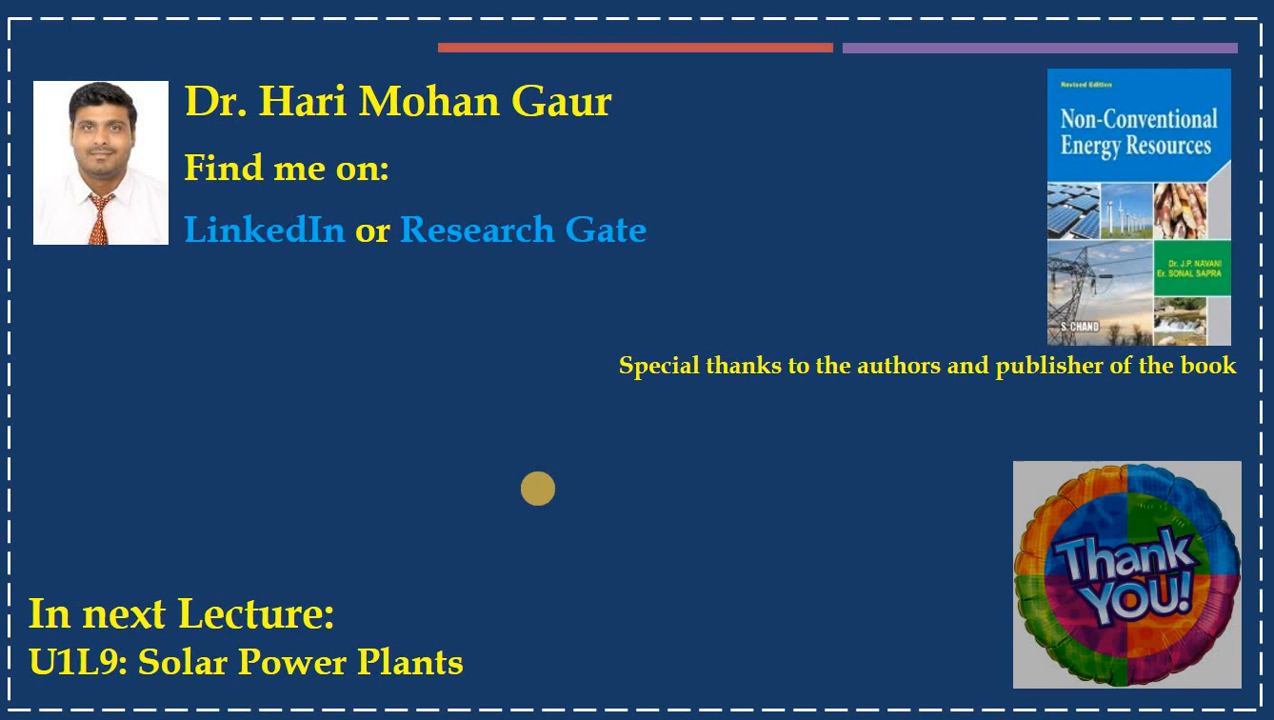 Dr. Hari Mohan Gaur
Find me on:
LinkedIn or Research Gate
Revised Edition
Non-Conventional
Energy Resources
Dr. J.P. NAVANI
Er. SONAL SAPRA
S. CHAND
Special thanks to the authors and publisher of the book
Thank
YOU!
In next Lecture:
U1L9: Solar Power Plants